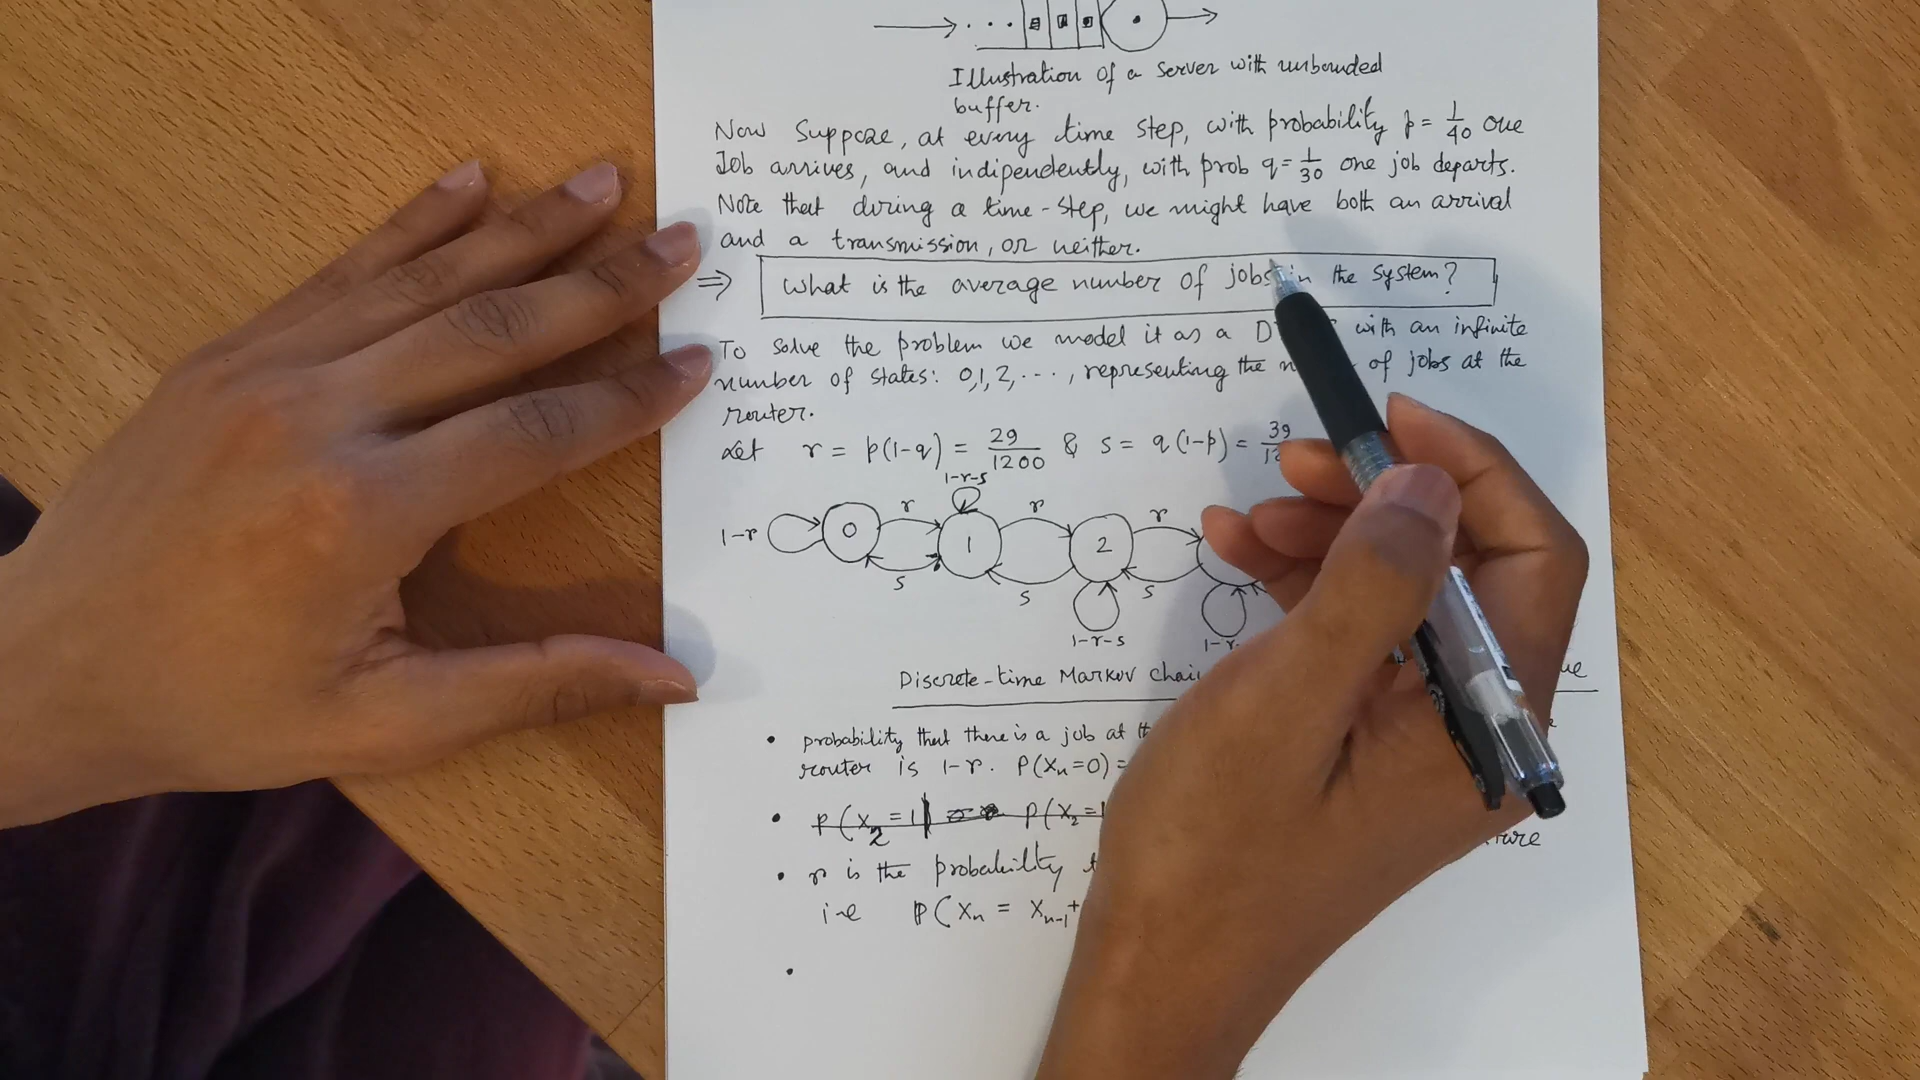 Illustration of a server with unbounded
buffer.
Now Suppose, at every time step, with probability p = 1/40 one
Job arrives, and indipendently, with prob q = 1/30 one job departs.
Note that during a time-step, we might have both an arrival
and a transmission, or neither.
⇒ What is the average number of jobs in the system?
To solve the problem we model it as a with an infinite
number of states: 0,1,2,..., representing the of jobs at the
router.
Let r = p(1-q) = 29/1200 & s = q(1-p) = 39
1-r-s
r r r
1-r 0 1 2
s s s
1-r-s 1-r
Discrete-time Markov
• probability that there is a job at
router is 1-r. P(Xn=0) =
• P(X2=1 P(X2=1
• r is the probability
i-e P(Xn = Xn-1+
•